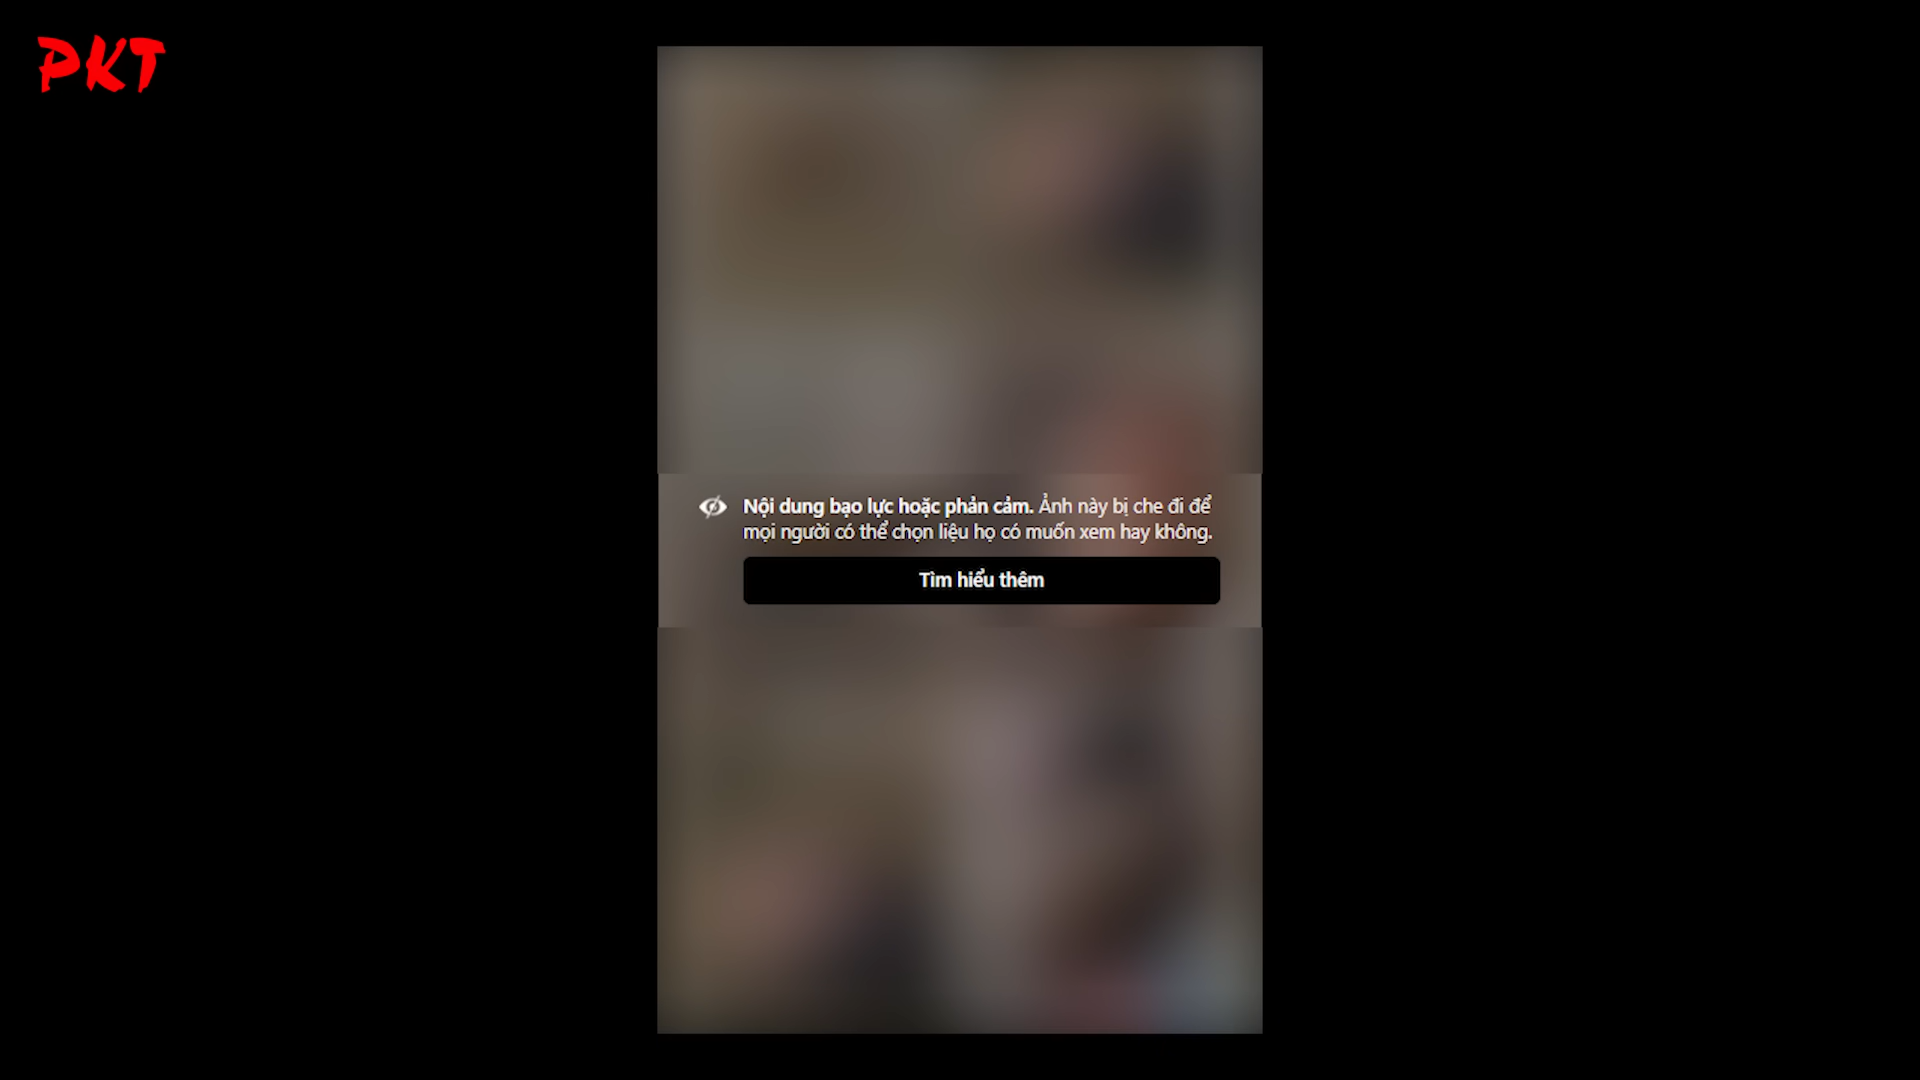 PKT
Nội dung bạo lực hoặc phản cảm. Ảnh này bị che đi để
mọi người có thể chọn liệu họ có muốn xem hay không.
Tìm hiểu thêm